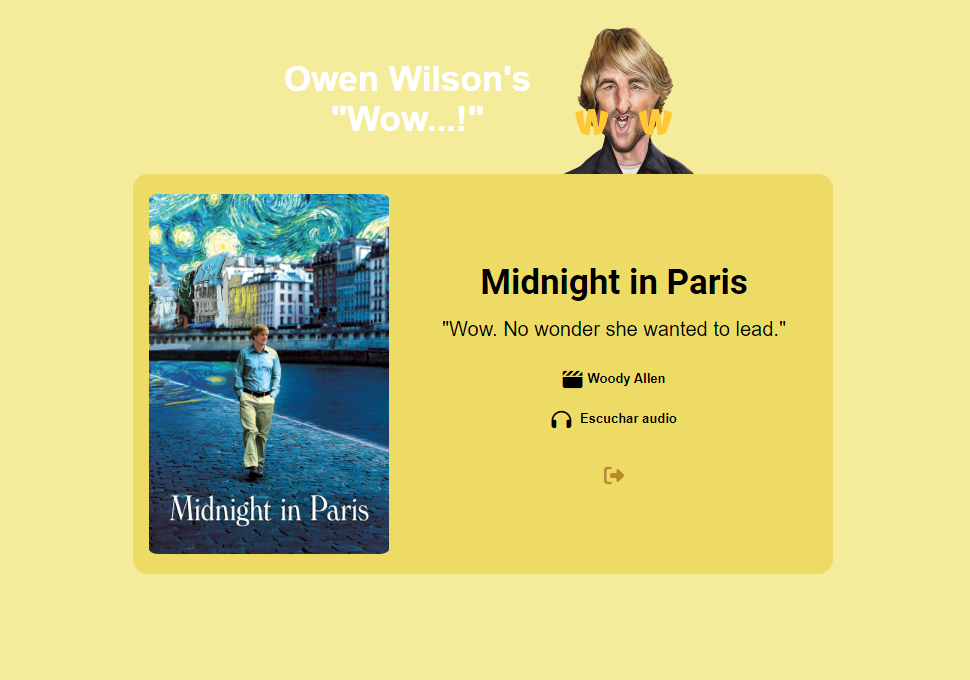 Owen Wilson's
"Wow...!"
W W
Midnight in Paris
"Wow. No wonder she wanted to lead."
Woody Allen
Escuchar audio
Midnight in Paris